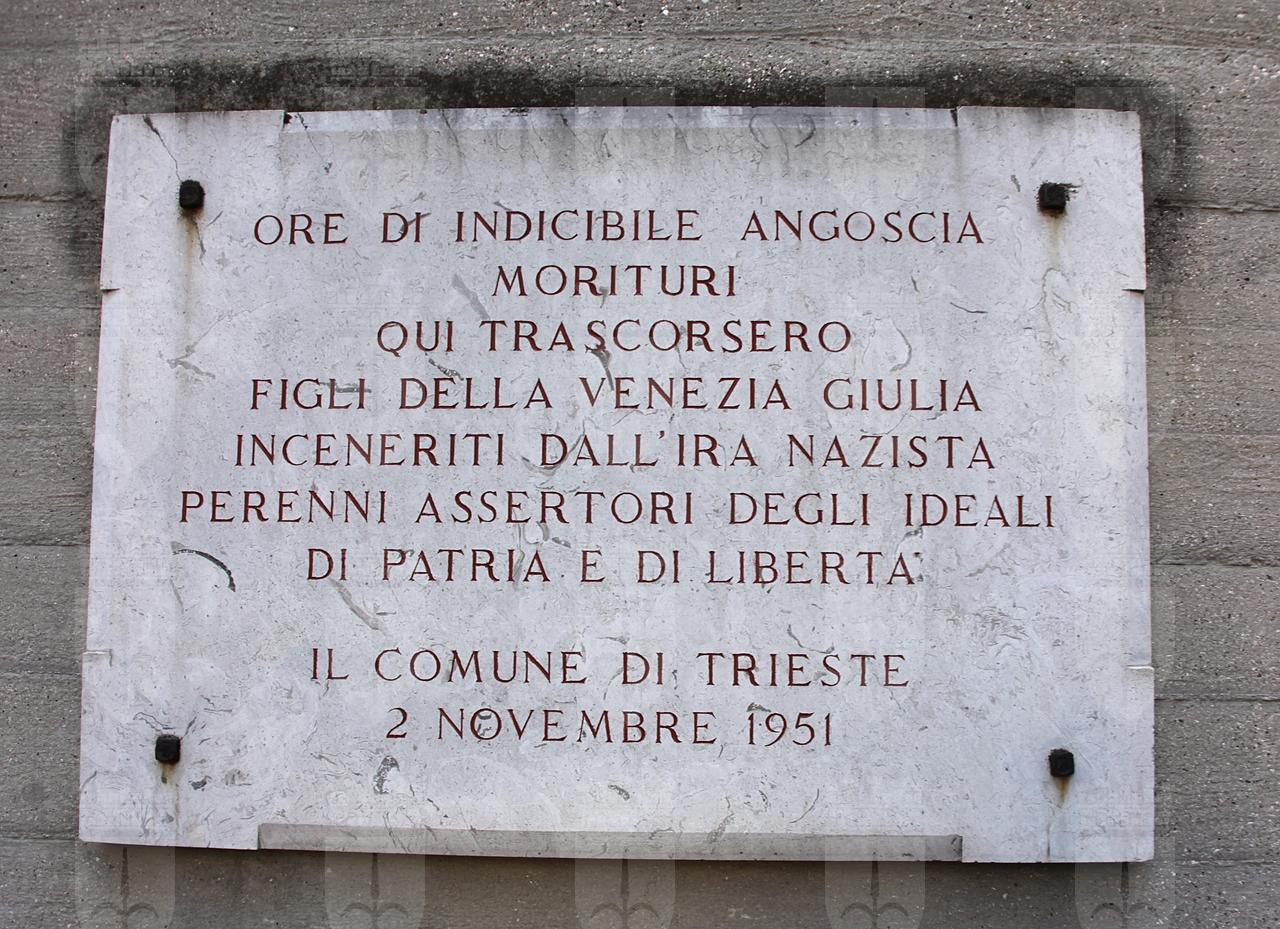 ORE DI INDICIBILE ANGOSCIA
MORITURI
QUI TRASCORSERO
FIGLI DELLA VENEZIA GIULIA
INCENERITI DALL'IRA NAZISTA
PERENNI ASSERTORI DEGLI IDEALI
DI PATRIA E DI LIBERTA'
IL COMUNE DI TRIESTE
2 NOVEMBRE 1951